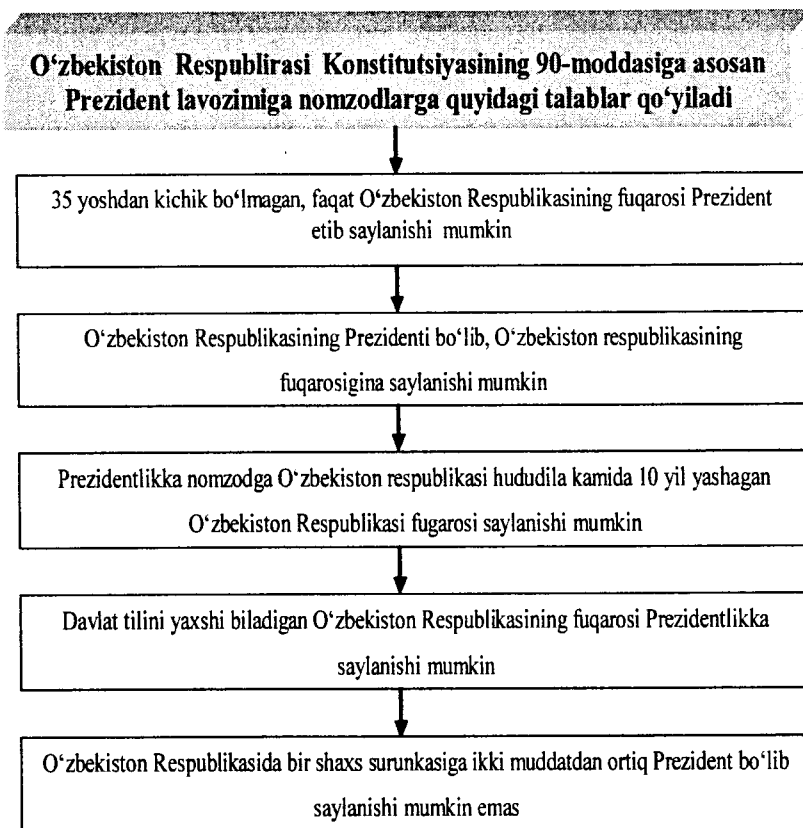 O‘zbekiston Respublirasi Konstitutsiyasining 90-moddasiga asosan
Prezident lavozimiga nomzodlarga quyidagi talablar qo‘yiladi
35 yoshdan kichik bo‘lmagan, faqat O‘zbekiston Respublikasining fuqarosi Prezident
etib saylanishi mumkin
O‘zbekiston Respublikasining Prezidenti bo‘lib, O‘zbekiston respublikasining
fuqarosigina saylanishi mumkin
Prezidentlikka nomzodga O‘zbekiston respublikasi hududila kamida 10 yil yashagan
O‘zbekiston Respublikasi fugarosi saylanishi mumkin
Davlat tilini yaxshi biladigan O‘zbekiston Respublikasining fuqarosi Prezidentlikka
saylanishi mumkin
O‘zbekiston Respublikasida bir shaxs surunkasiga ikki muddatdan ortiq Prezident bo‘lib
saylanishi mumkin emas